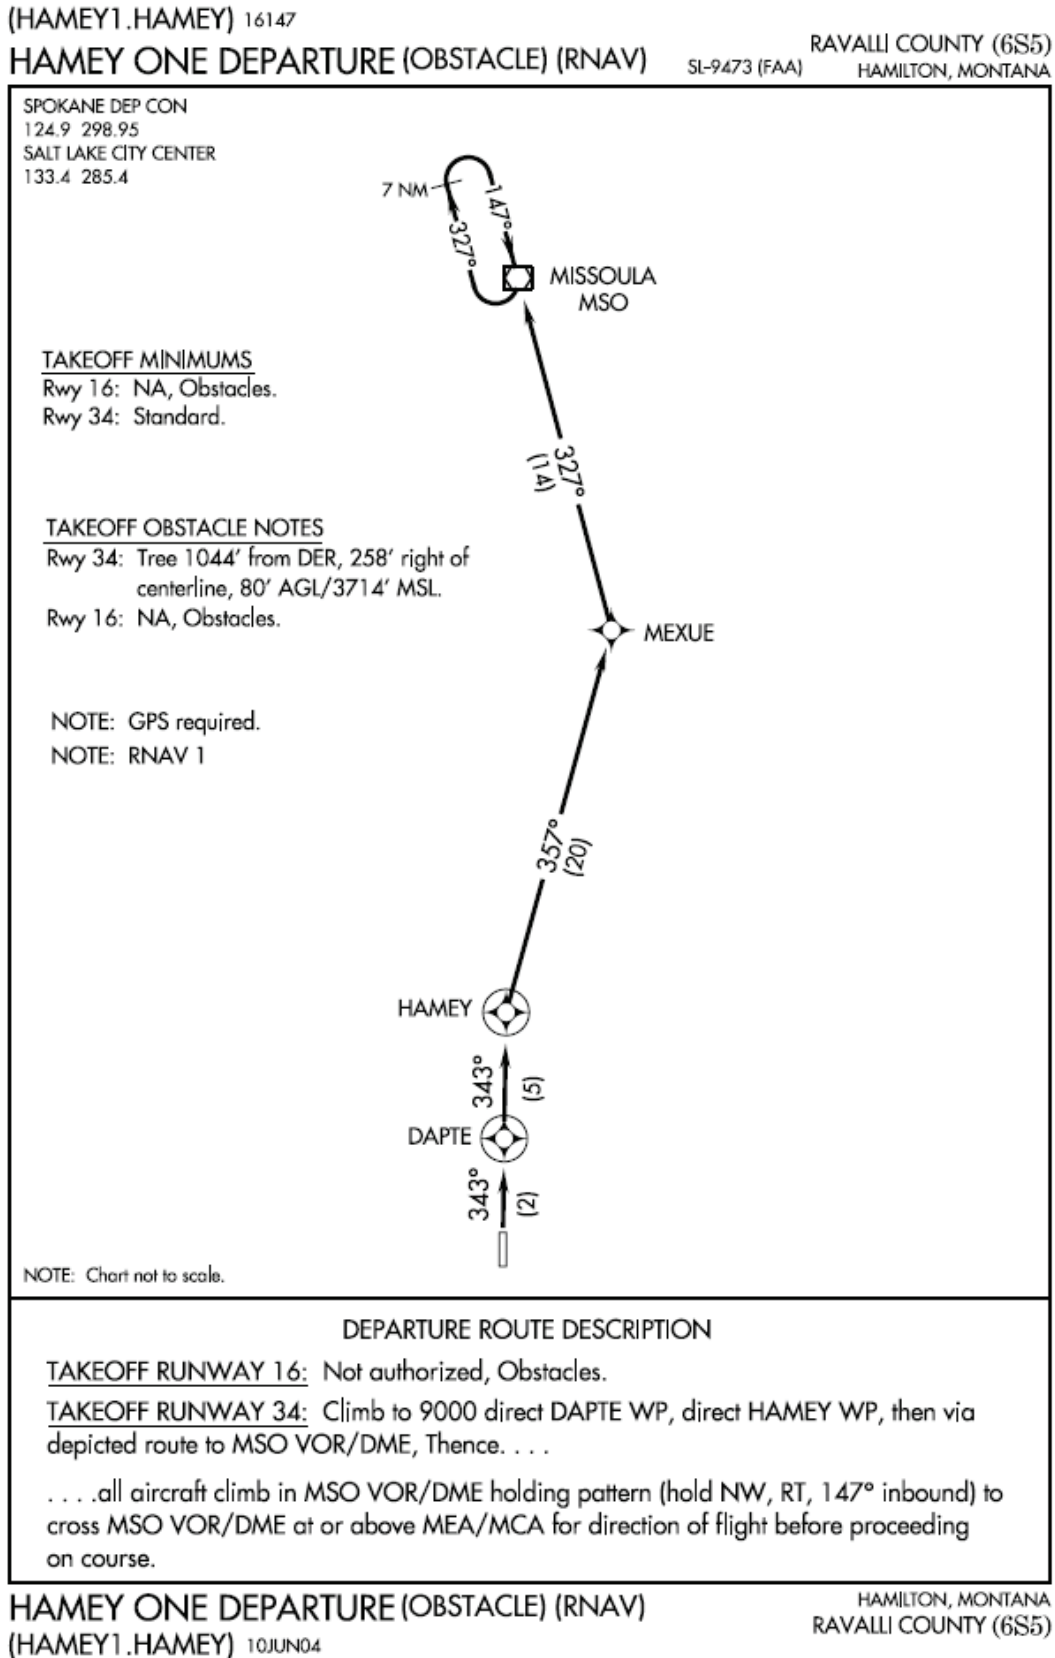 (HAMEY1.HAMEY) 16147
HAMEY ONE DEPARTURE (OBSTACLE) (RNAV)
SL-9473 (FAA)
RAVALLI COUNTY (6S5)
HAMILTON, MONTANA
SPOKANE DEP CON
124.9 298.95
SALT LAKE CITY CENTER
133.4 285.4
7 NM
147°
327°
MISSOULA
MSO
TAKEOFF MINIMUMS
Rwy 16: NA, Obstacles.
Rwy 34: Standard.
327°
(14)
TAKEOFF OBSTACLE NOTES
Rwy 34: Tree 1044' from DER, 258' right of
centerline, 80' AGL/3714' MSL.
Rwy 16: NA, Obstacles.
MEXUE
NOTE: GPS required.
NOTE: RNAV 1
357°
(20)
HAMEY
343°
(5)
DAPTE
343°
(2)
NOTE: Chart not to scale.
DEPARTURE ROUTE DESCRIPTION
TAKEOFF RUNWAY 16: Not authorized, Obstacles.
TAKEOFF RUNWAY 34: Climb to 9000 direct DAPTE WP, direct HAMEY WP, then via
depicted route to MSO VOR/DME, Thence. . . .
. . . .all aircraft climb in MSO VOR/DME holding pattern (hold NW, RT, 147° inbound) to
cross MSO VOR/DME at or above MEA/MCA for direction of flight before proceeding
on course.
HAMEY ONE DEPARTURE (OBSTACLE) (RNAV)
(HAMEY1.HAMEY) 10JUN04
HAMILTON, MONTANA
RAVALLI COUNTY (6S5)